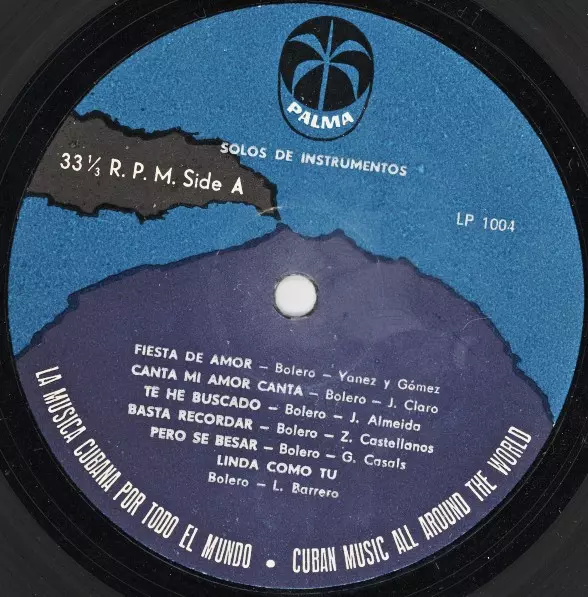 PALMA
SOLOS DE INSTRUMENTOS
33 ⅓ R. P. M. Side A
LP 1004
FIESTA DE AMOR – Bolero – Yanez y Gómez
CANTA MI AMOR CANTA – Bolero – J. Claro
TE HE BUSCADO – Bolero – J. Almeida
BASTA RECORDAR – Bolero – Z. Castellanos
PERO SE BESAR – Bolero – G. Casals
LINDA COMO TU
Bolero – L. Barrero
LA MUSICA CUBANA POR TODO EL MUNDO • CUBAN MUSIC ALL AROUND THE WORLD